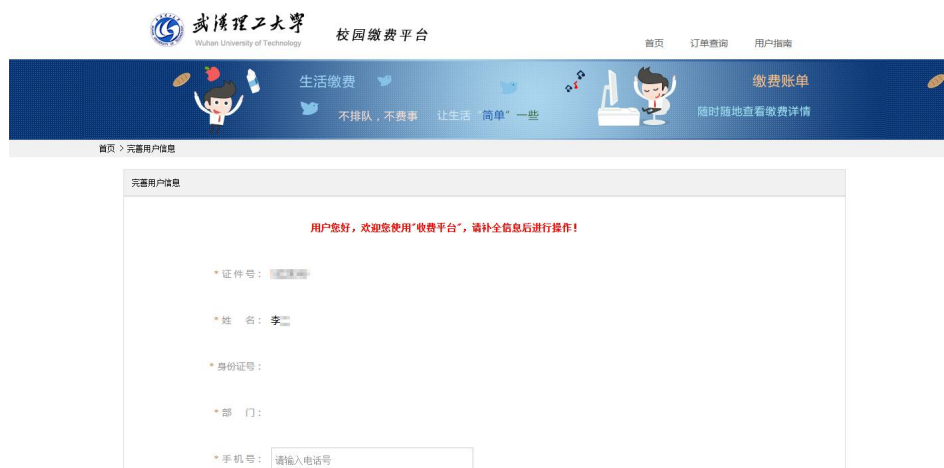 武汉理工大学
Wuhan University of Technology
校园缴费平台
首页 订单查询 用户指南
生活缴费
不排队，不费事 让生活“简单”一些
缴费账单
随时随地查看缴费详情
首页 > 完善用户信息
完善用户信息
用户您好，欢迎您使用“收费平台”，请补全信息后进行操作！
* 证件号：
* 姓 名： 李
* 身份证号：
* 部 门：
* 手机号： 请输入电话号